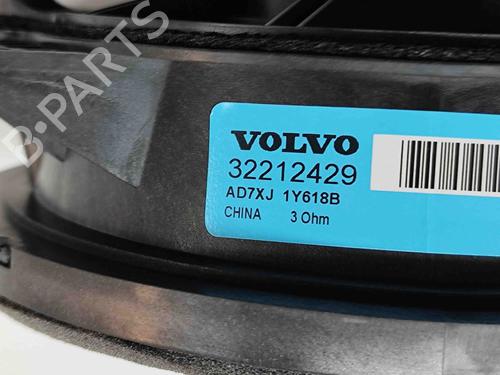 B-PARTS
VOLVO
32212429
AD7XJ 1Y618B
CHINA 3 Ohm